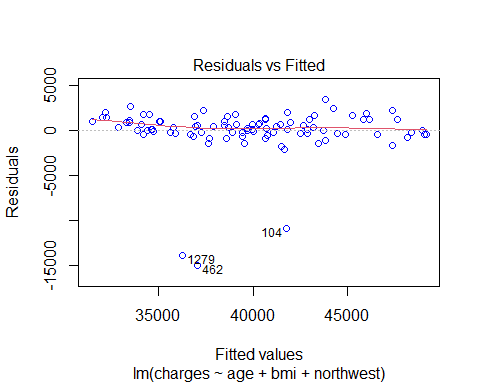 Residuals vs Fitted
Residuals
5000
0
-5000
-15000
104
1279
462
35000 40000 45000
Fitted values
lm(charges ~ age + bmi + northwest)